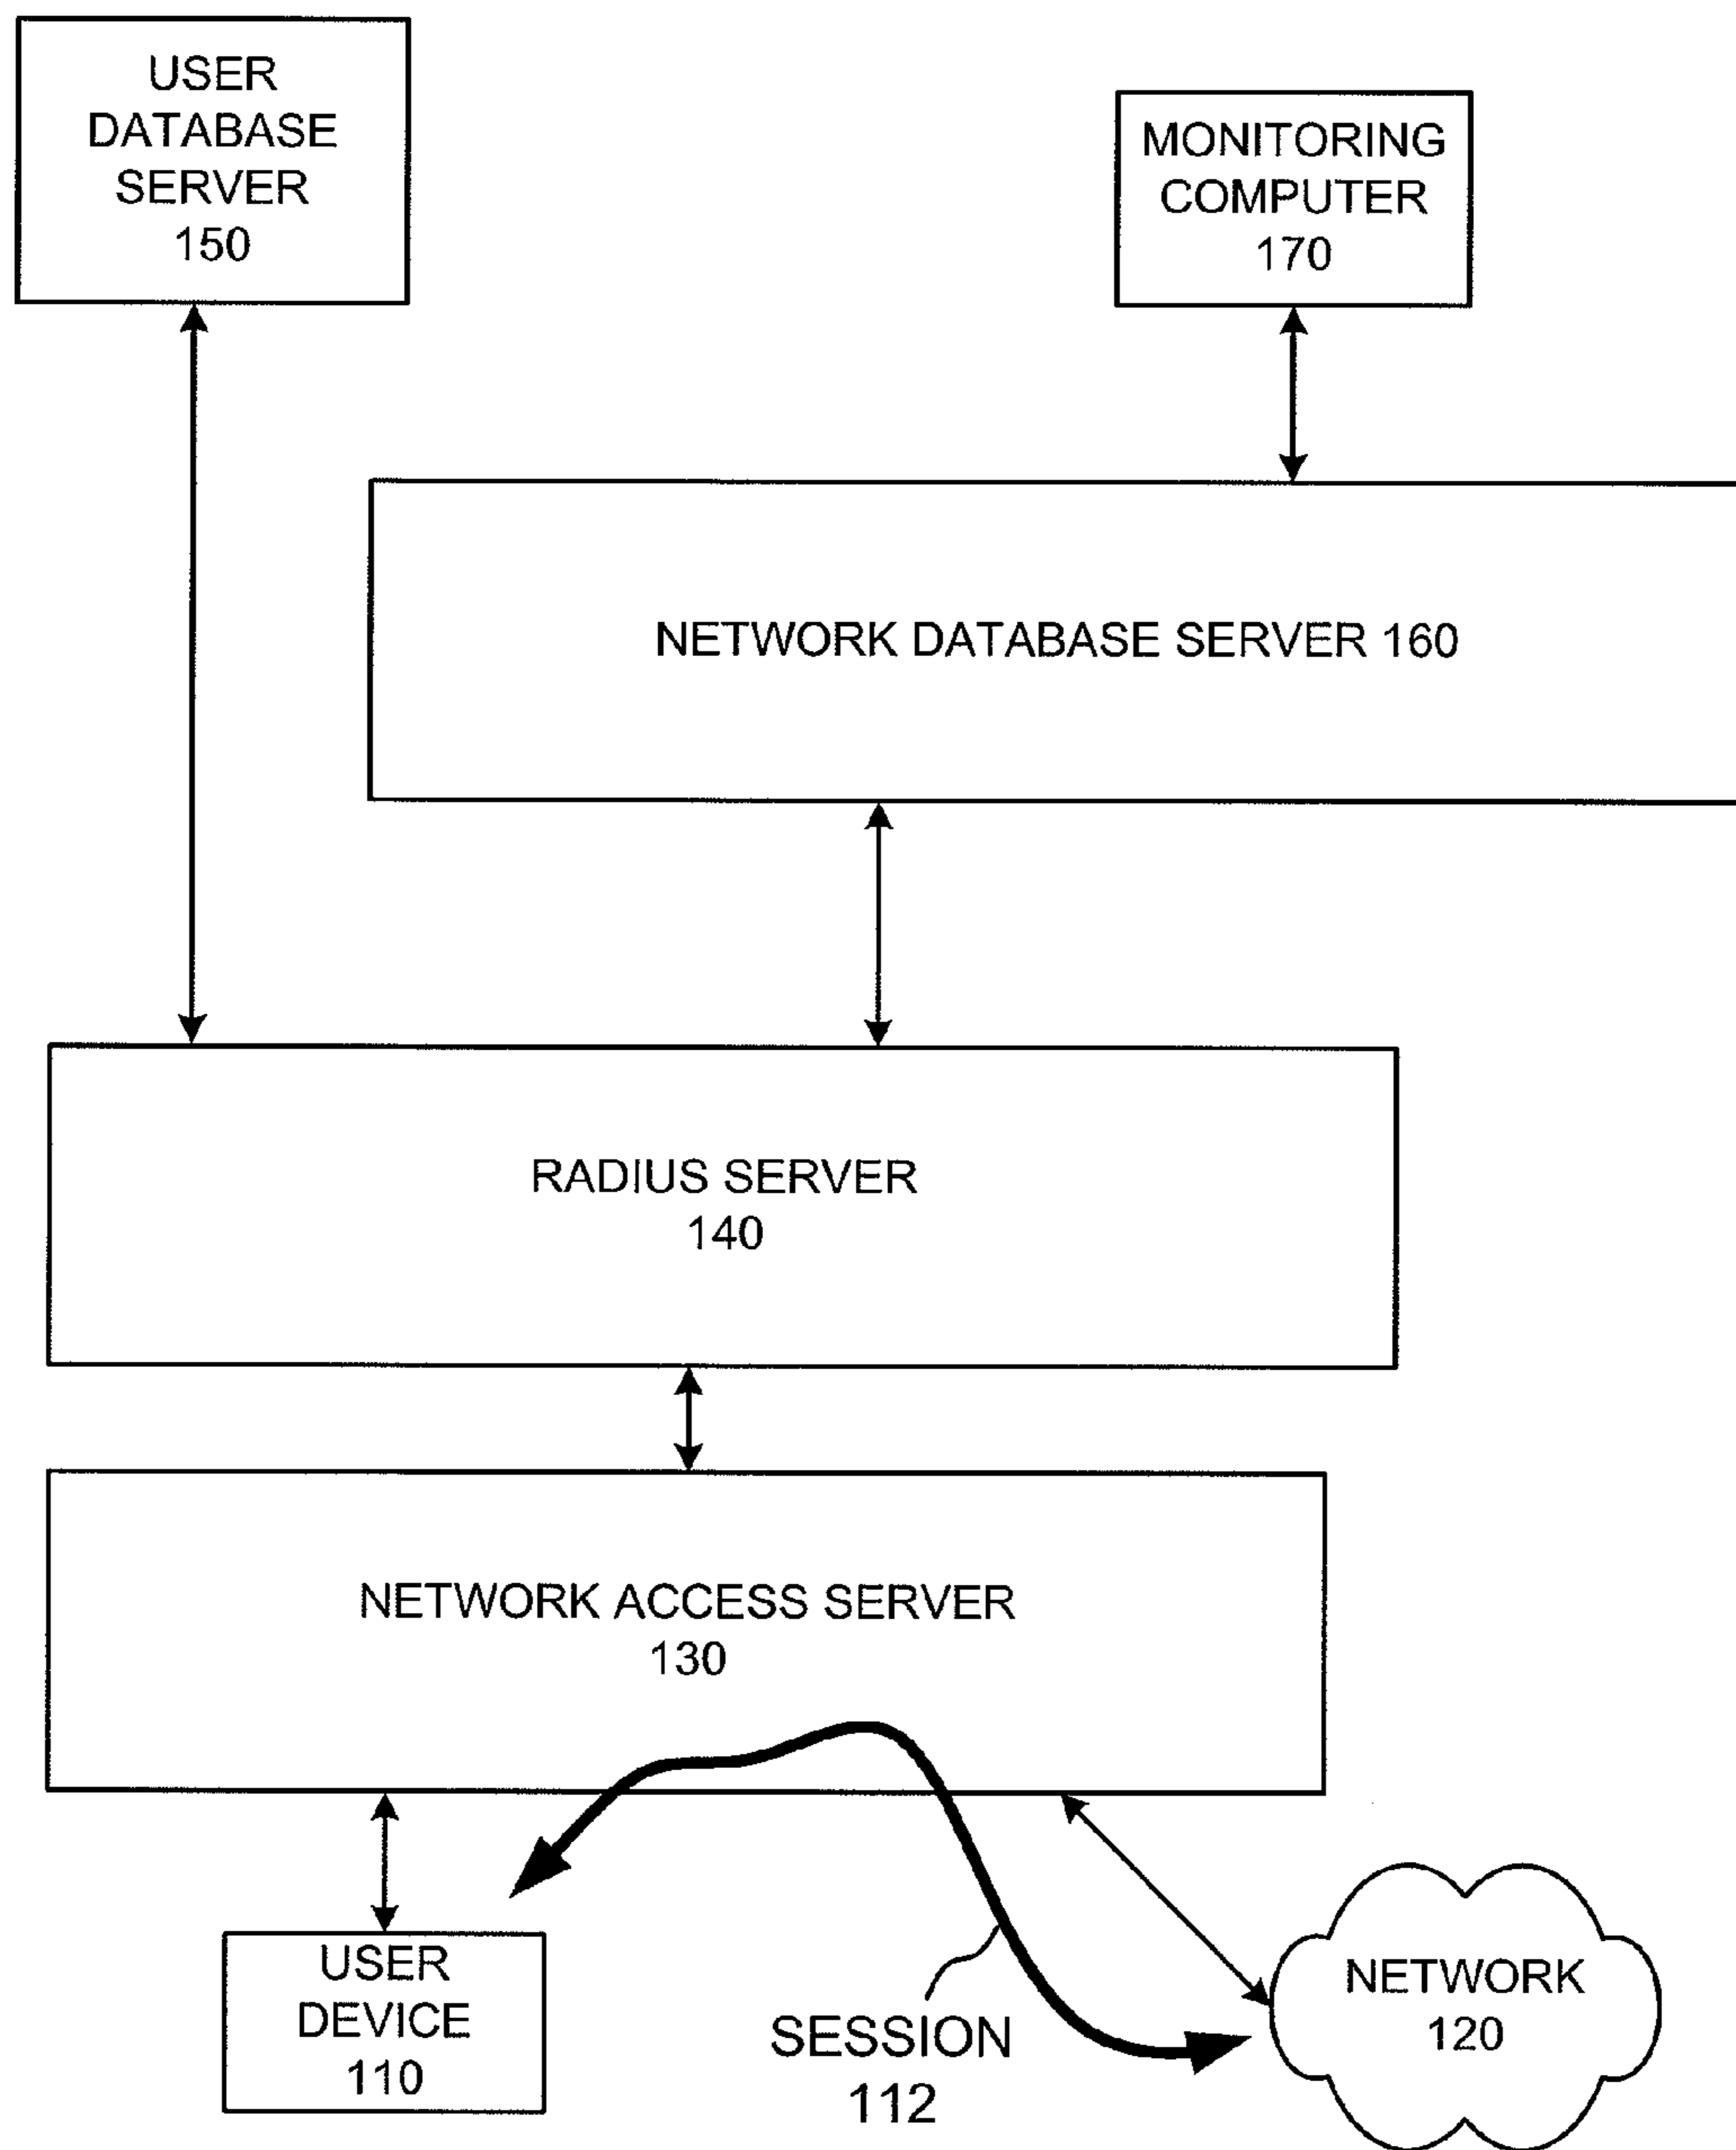 USER
DATABASE
SERVER
150
MONITORING
COMPUTER
170
NETWORK DATABASE SERVER 160
RADIUS SERVER
140
NETWORK ACCESS SERVER
130
USER
DEVICE
110
SESSION
112
NETWORK
120